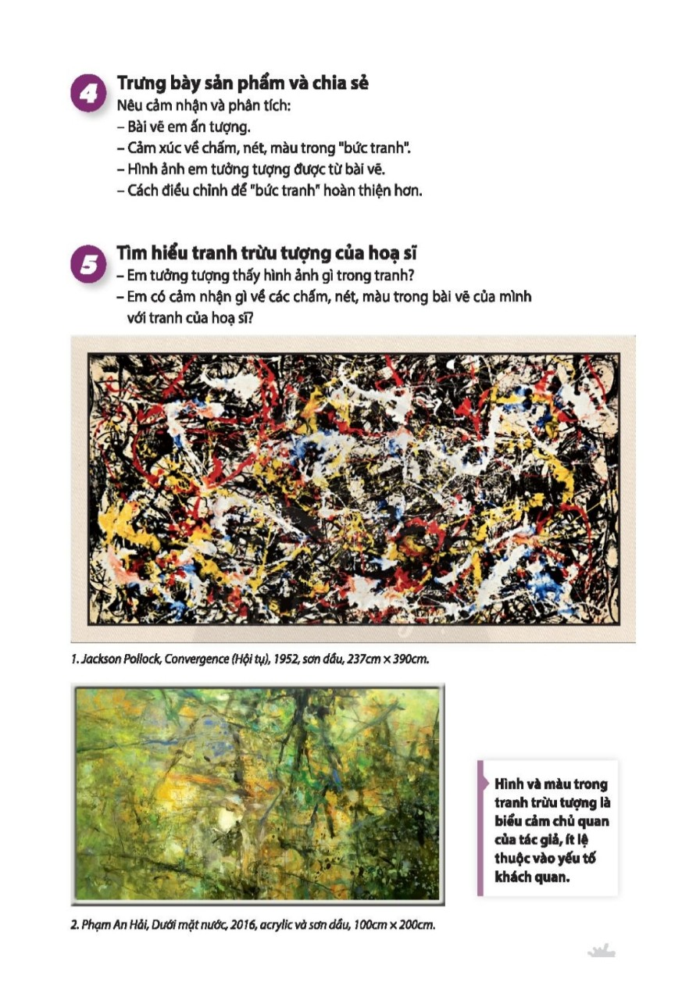 4
Trưng bày sản phẩm và chia sẻ
Nêu cảm nhận và phân tích:
– Bài vẽ em ấn tượng.
– Cảm xúc về chấm, nét, màu trong "bức tranh".
– Hình ảnh em tưởng tượng được từ bài vẽ.
– Cách điều chỉnh để "bức tranh" hoàn thiện hơn.
5
Tìm hiểu tranh trừu tượng của hoạ sĩ
– Em tưởng tượng thấy hình ảnh gì trong tranh?
– Em có cảm nhận gì về các chấm, nét, màu trong bài vẽ của mình
với tranh của hoạ sĩ?
1. Jackson Pollock, Convergence (Hội tụ), 1952, sơn dầu, 237cm × 390cm.
Hình và màu trong
tranh trừu tượng là
biểu cảm chủ quan
của tác giả, ít lệ
thuộc vào yếu tố
khách quan.
2. Phạm An Hải, Dưới mặt nước, 2016, acrylic và sơn dầu, 100cm × 200cm.